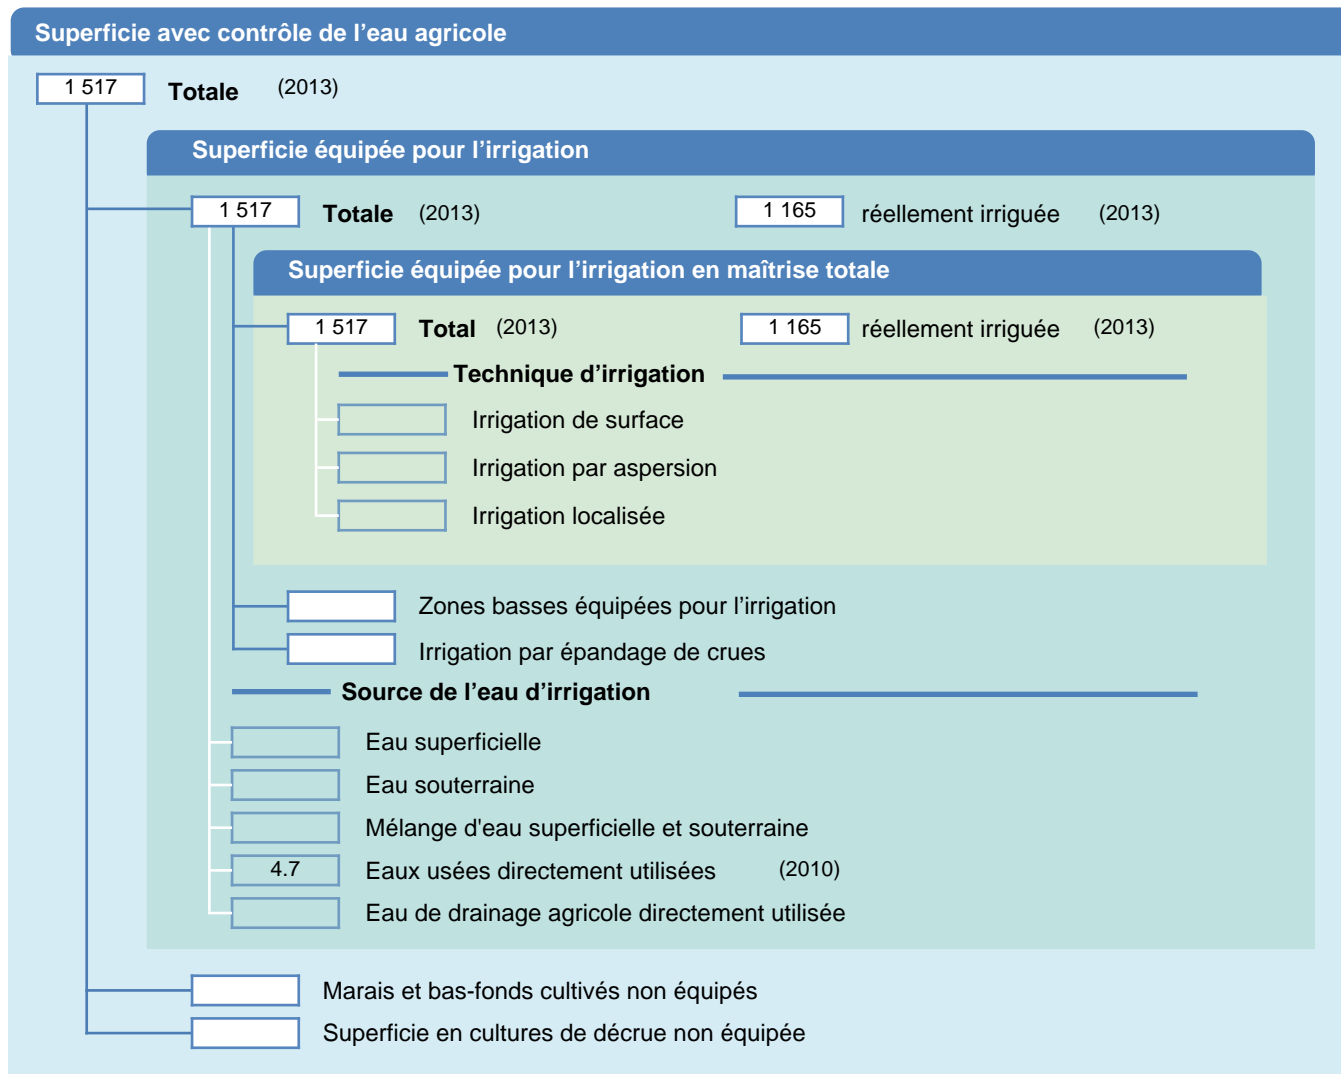 Superficie avec contrôle de l'eau agricole
1 517 Totale (2013)
Superficie équipée pour l'irrigation
1 517 Totale (2013) 1 165 réellement irriguée (2013)
Superficie équipée pour l'irrigation en maîtrise totale
1 517 Total (2013) 1 165 réellement irriguée (2013)
Technique d'irrigation
Irrigation de surface
Irrigation par aspersion
Irrigation localisée
Zones basses équipées pour l'irrigation
Irrigation par épandage de crues
Source de l'eau d'irrigation
Eau superficielle
Eau souterraine
Mélange d'eau superficielle et souterraine
4.7 Eaux usées directement utilisées (2010)
Eau de drainage agricole directement utilisée
Marais et bas-fonds cultivés non équipés
Superficie en cultures de décrue non équipée